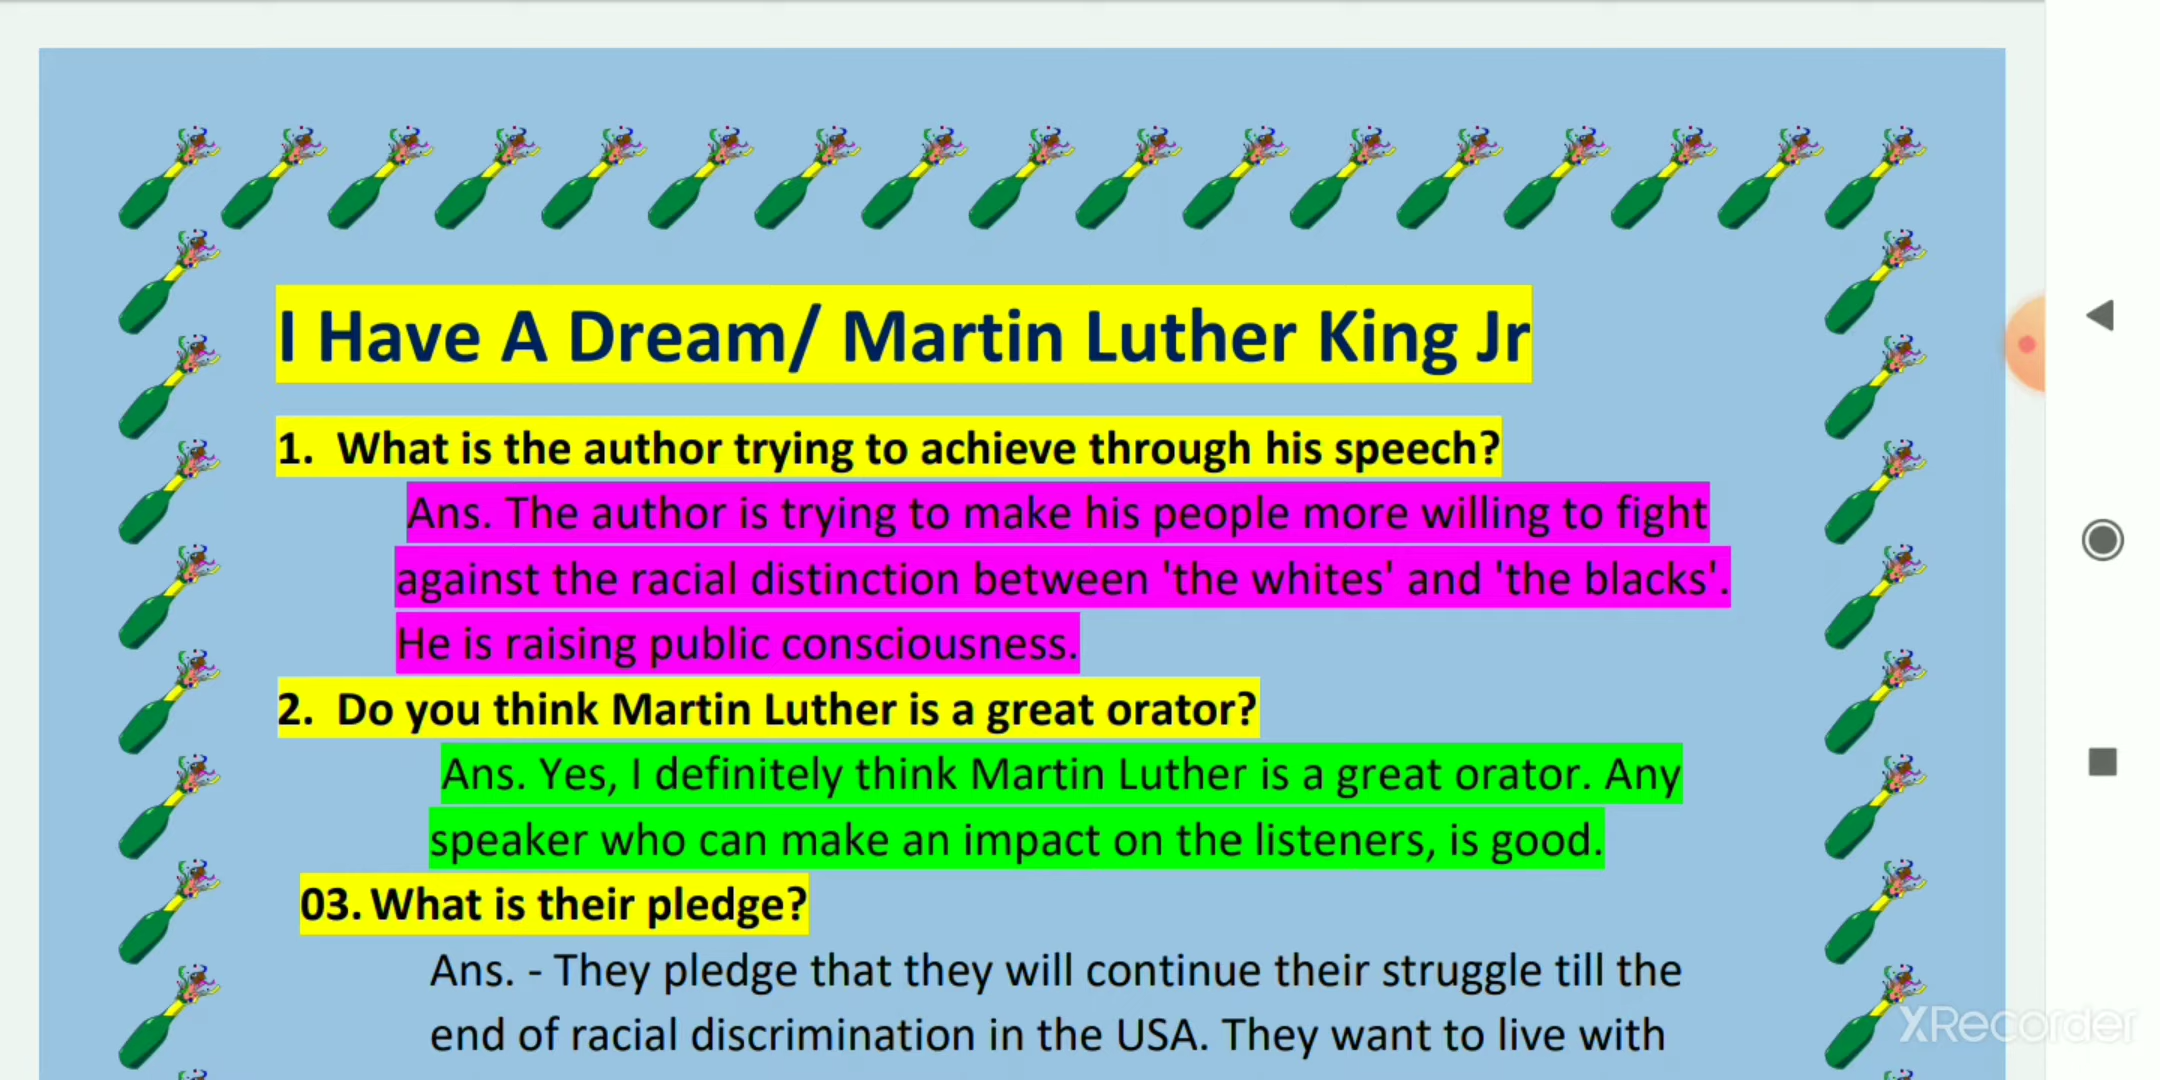 I Have A Dream/ Martin Luther King Jr
1. What is the author trying to achieve through his speech?
Ans. The author is trying to make his people more willing to fight
against the racial distinction between 'the whites' and 'the blacks'.
He is raising public consciousness.
2. Do you think Martin Luther is a great orator?
Ans. Yes, I definitely think Martin Luther is a great orator. Any
speaker who can make an impact on the listeners, is good.
03. What is their pledge?
Ans. - They pledge that they will continue their struggle till the
end of racial discrimination in the USA. They want to live with
XRecorder